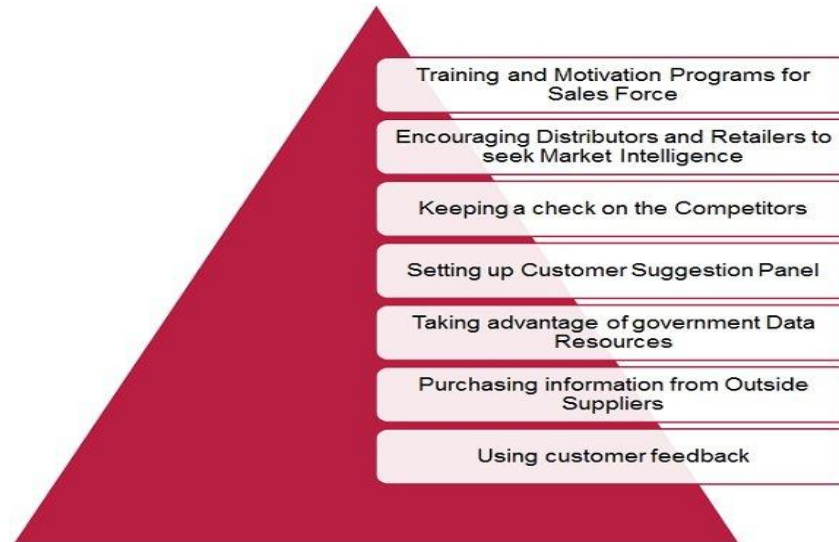 Training and Motivation Programs for
Sales Force
Encouraging Distributors and Retailers to
seek Market Intelligence
Keeping a check on the Competitors
Setting up Customer Suggestion Panel
Taking advantage of government Data
Resources
Purchasing information from Outside
Suppliers
Using customer feedback